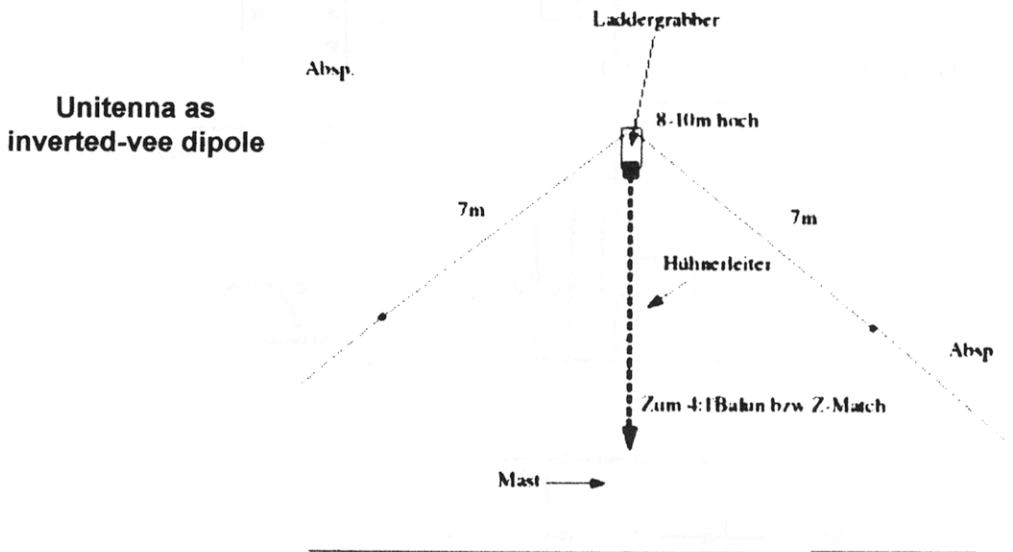 Laddergrabber
Absp.
Unitenna as
inverted-vee dipole
8-10m hoch
7m
7m
Hühnerleiter
Absp
Zum 4:1Balun bzw Z-Match
Mast